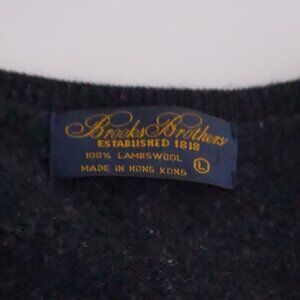 Brooks Brothers
ESTABLISHED 1818
100% LAMBSWOOL
MADE IN HONG KONG
L